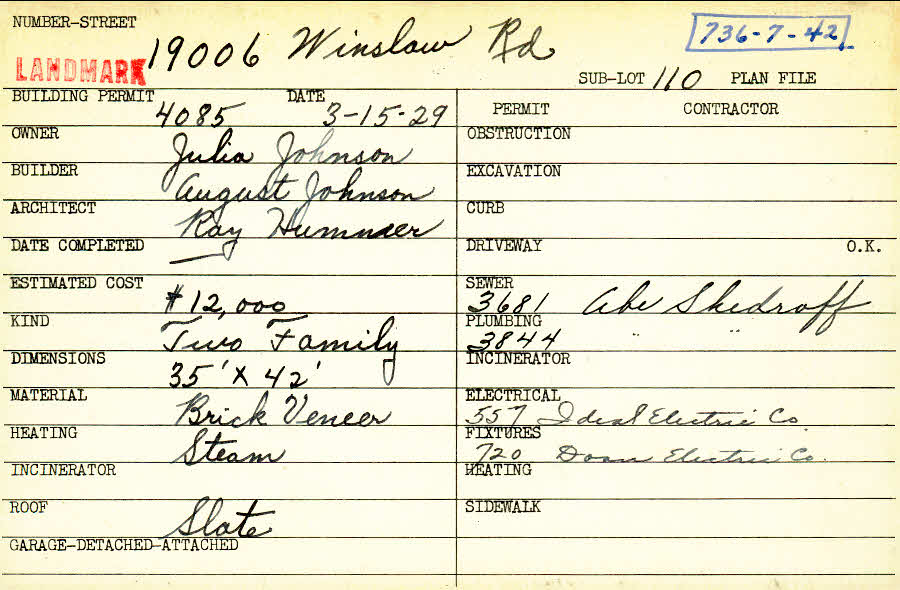 NUMBER-STREET 19006 Winslow Rd 736-7-42
LANDMARK SUB-LOT 110 PLAN FILE
BUILDING PERMIT 4085 DATE 3-15-29 PERMIT CONTRACTOR
OWNER Julia Johnson OBSTRUCTION
BUILDER August Johnson EXCAVATION
ARCHITECT Ray CURB
DATE COMPLETED — DRIVEWAY O.K.
ESTIMATED COST $12,000 SEWER 3681 Abe Shedroff
KIND Two Family PLUMBING 3844 " "
DIMENSIONS 35' X 42' INCINERATOR
MATERIAL Brick Veneer ELECTRICAL 557 Ideal Electric Co.
HEATING Steam FIXTURES 720 Doan Electric Co.
INCINERATOR HEATING
ROOF Slate SIDEWALK
GARAGE-DETACHED-ATTACHED